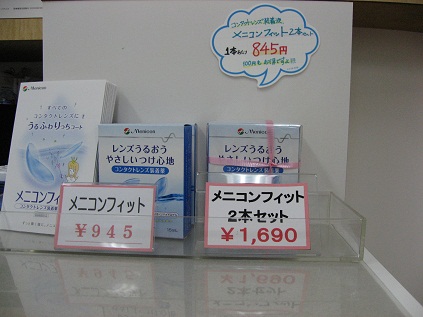 コンタクトレンズ装着液
メニコンフィット2本セット
1本あたり 845円
100円もお得です!!
Menicon
すべての
コンタクトレンズに
うるふわりっちコート
メニコンフィット
Menicon
レンズうるおう
やさしいつけ心地
コンタクトレンズ装着薬
メニコンフィット
¥945
Menicon
レンズうるおう
やさしいつけ心地
コンタクトレンズ装着薬
メニコンフィット
2本セット
¥1,690